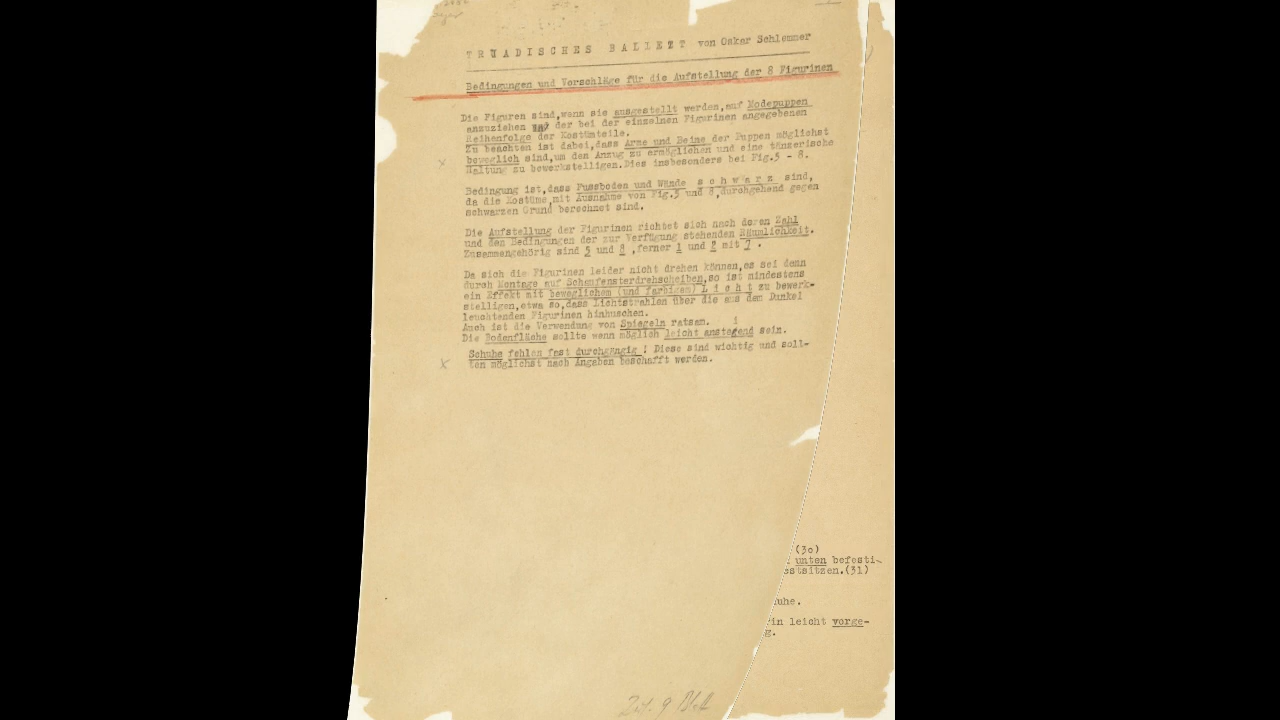 TRUADISCHES BALLETT von Oskar Schlemmer
Bedingungen und Vorschläge für die Aufstellung der 8 Figurinen
Die Figuren sind,wenn sie ausgestellt werden,auf Modepuppen
anzuziehen der bei der einzelnen Figurinen angegebenen
Reihenfolge der Kostümteile.
Zu beachten ist dabei,dass Arme und Beine der Puppen möglichst
x beweglich sind,um den Anzug zu ermöglichen und eine tänzerische
Haltung zu bewerkstelligen.Dies insbesonders bei Fig.5 - 8.
Bedingung ist,dass Fussboden und Wände schwarz sind,
da die Kostüme,mit Ausnahme von Fig.5 und 8,durchgehend gegen
schwarzen Grund berechnet sind.
Die Aufstellung der Figurinen richtet sich nach deren Zahl
und den Bedingungen der zur Verfügung stehenden Räumlichkeit.
Zusammengehörig sind 5 und 8 ,ferner 1 und 2 mit 7 .
Da sich die Figurinen leider nicht drehen können,es sei denn
durch Montage auf Schaufensterdrehscheiben,so ist mindestens
ein Effekt mit beweglichem (und farbigem) Licht zu bewerk-
stelligen,etwa so,dass Lichtstrahlen über die aus dem Dunkel
leuchtenden Figurinen hinhuschen.
Auch ist die Verwendung von Spiegeln ratsam.
Die Bodenfläche sollte wenn möglich leicht ansteigend sein.
Schuhe fehlen fast durchgängig ! Diese sind wichtig und soll-
x ten möglichst nach Angaben beschafft werden.
(30)
unten befesti-
estsitzen.(31)
uhe.
in leicht vorge-
g.